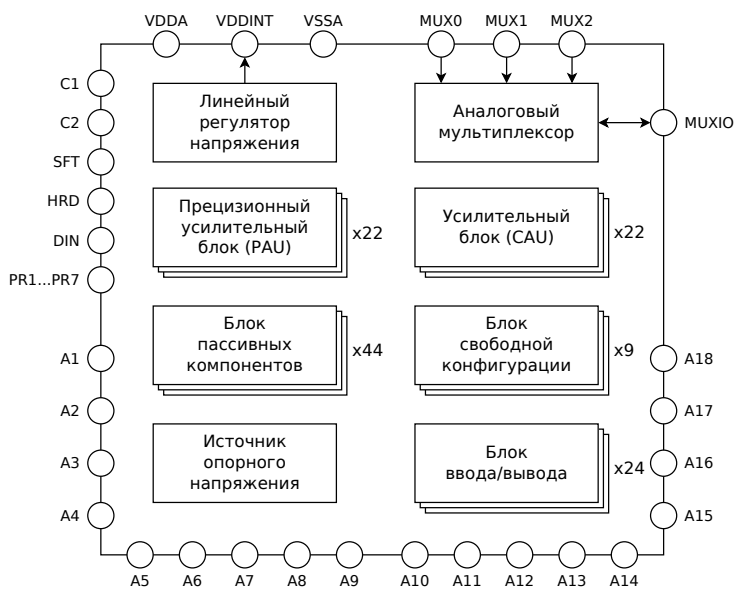 VDDA VDDINT VSSA MUX0 MUX1 MUX2
C1
C2
SFT
HRD
DIN
PR1...PR7
A1
A2
A3
A4
Линейный
регулятор
напряжения
Аналоговый
мультиплексор
MUXIO
Прецизионный
усилительный
блок (PAU)
x22
Усилительный
блок (CAU)
x22
Блок
пассивных
компонентов
x44
Блок
свободной
конфигурации
x9
Источник
опорного
напряжения
Блок
ввода/вывода
x24
A18
A17
A16
A15
A5 A6 A7 A8 A9 A10 A11 A12 A13 A14